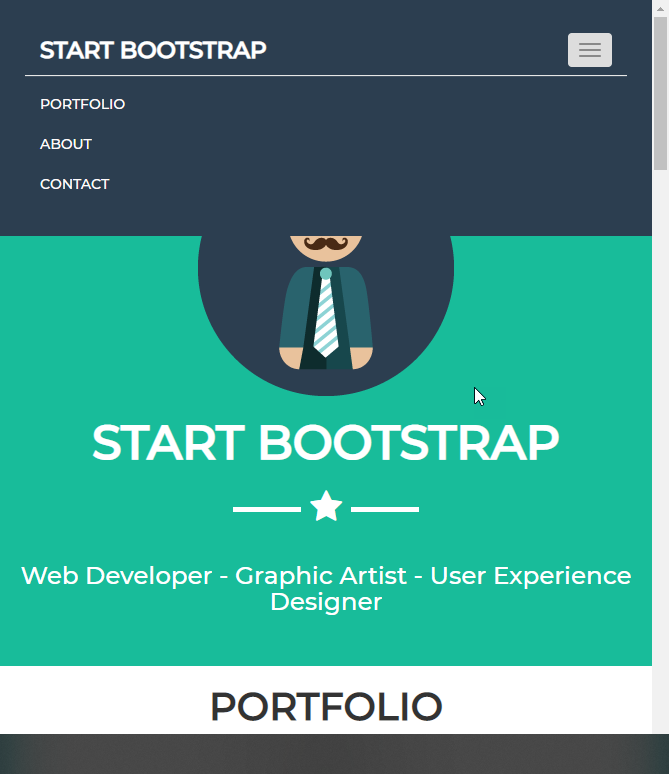 START BOOTSTRAP
PORTFOLIO
ABOUT
CONTACT
START BOOTSTRAP
Web Developer - Graphic Artist - User Experience
Designer
PORTFOLIO